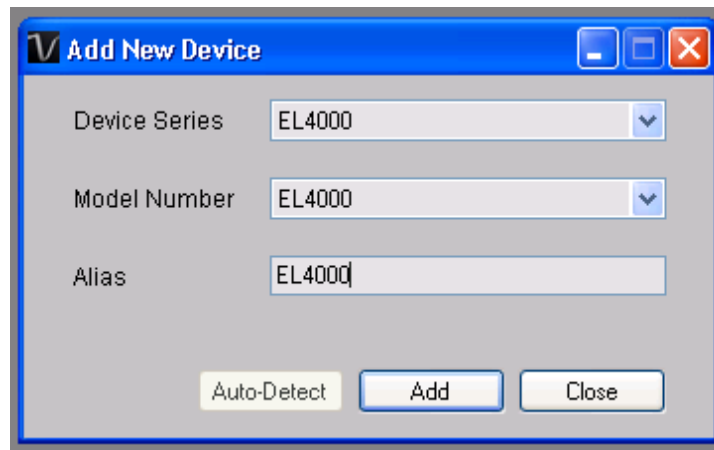 Add New Device
Device Series EL4000
Model Number EL4000
Alias EL4000
Auto-Detect Add Close